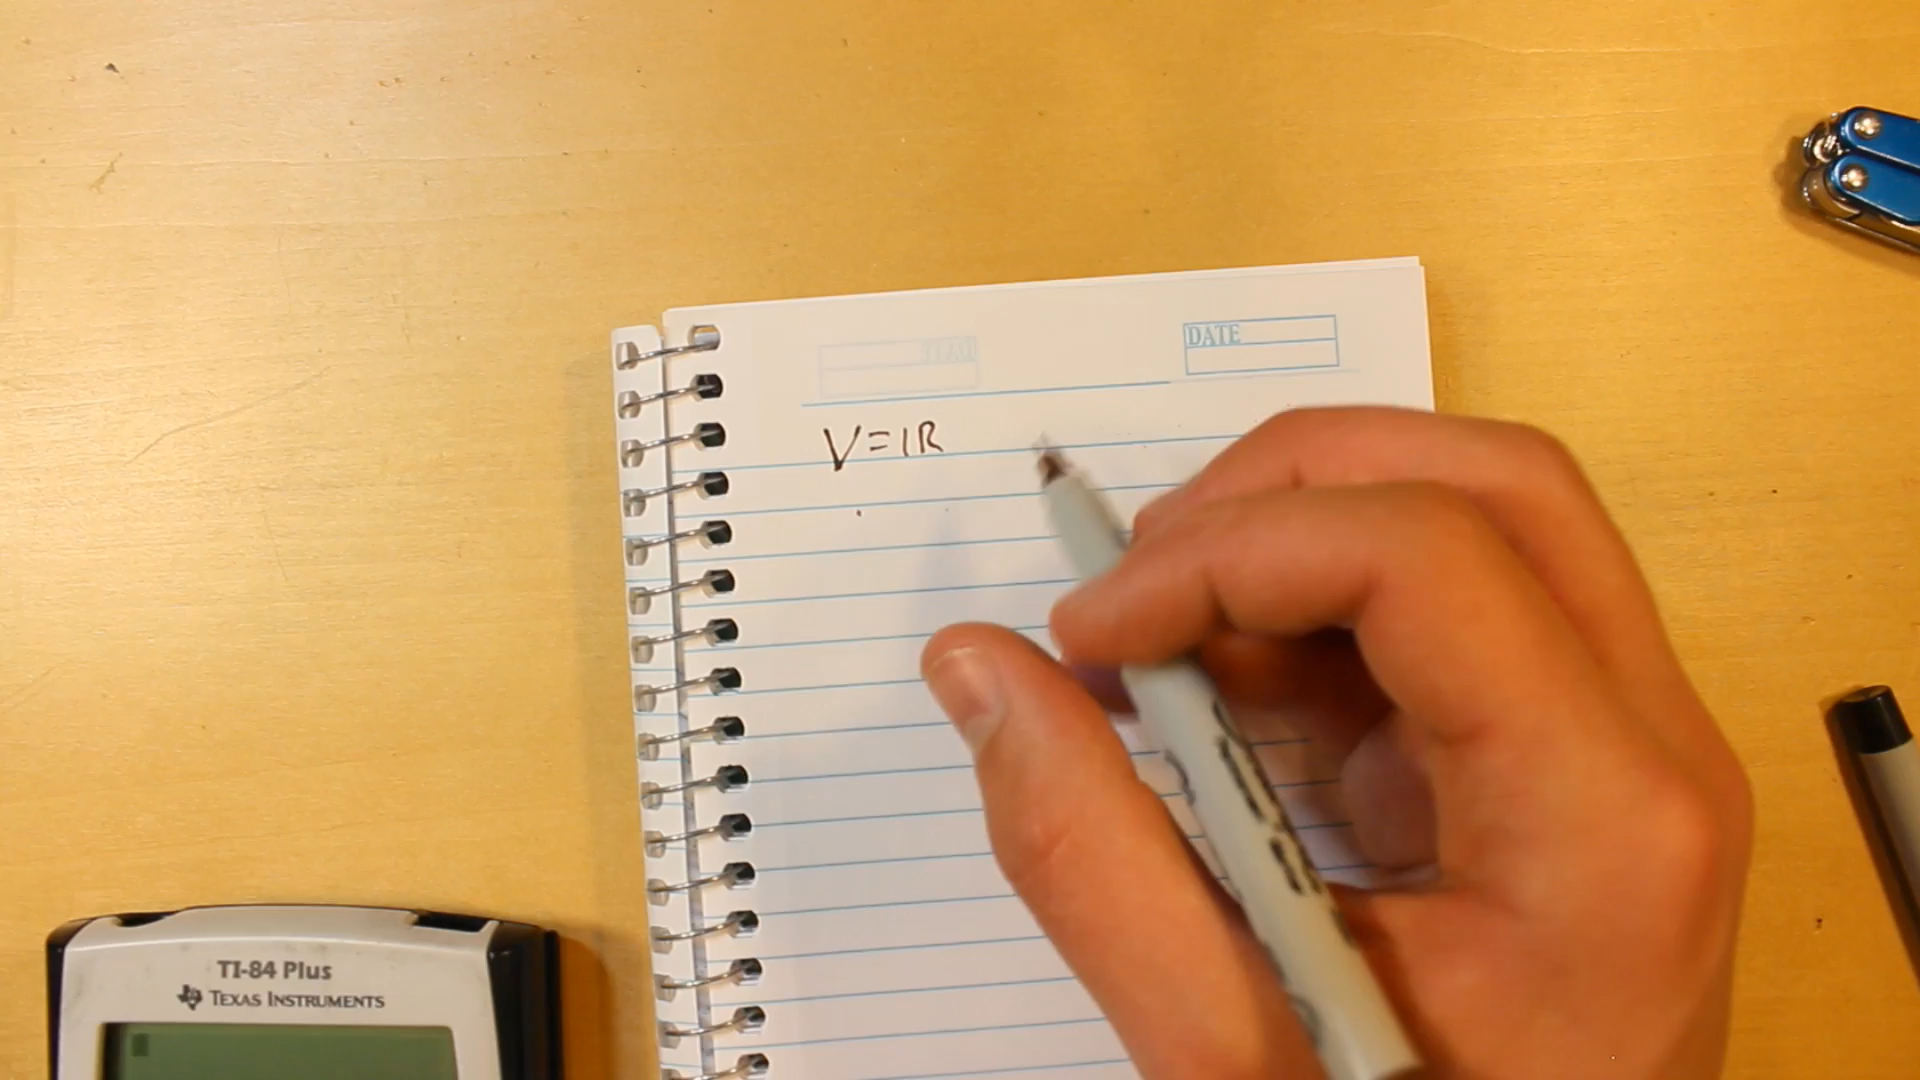 DATE
V=IR
TI-84 Plus
TEXAS INSTRUMENTS